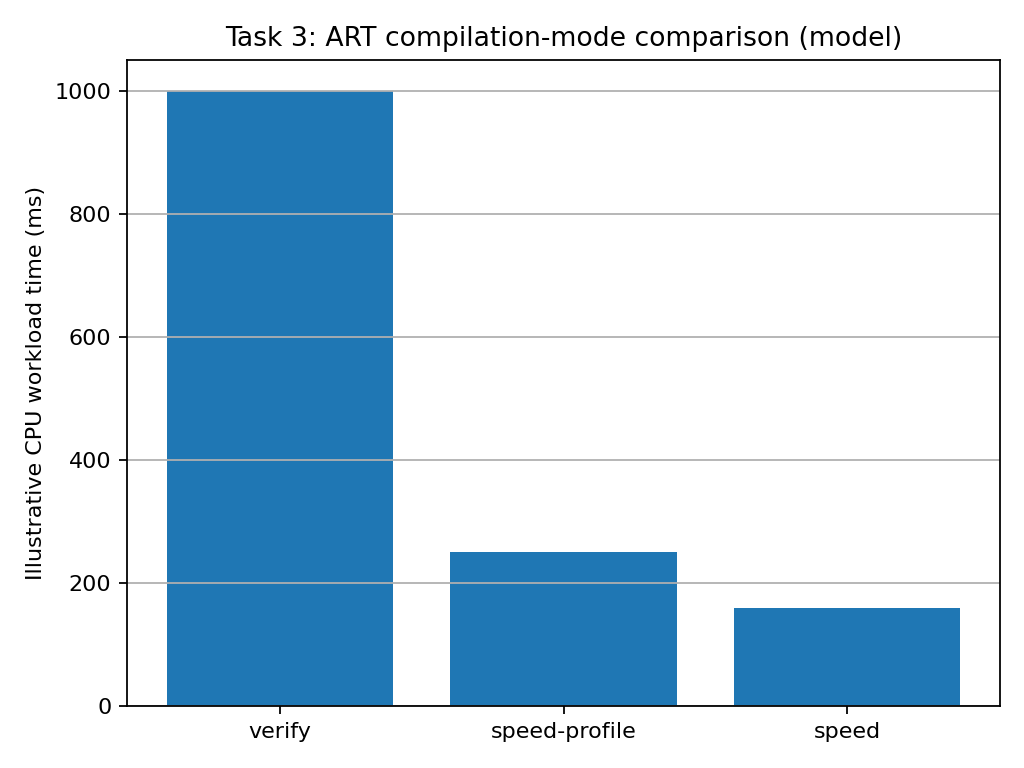 Task 3: ART compilation-mode comparison (model)
Illustrative CPU workload time (ms)
1000
800
600
400
200
0
verify speed-profile speed